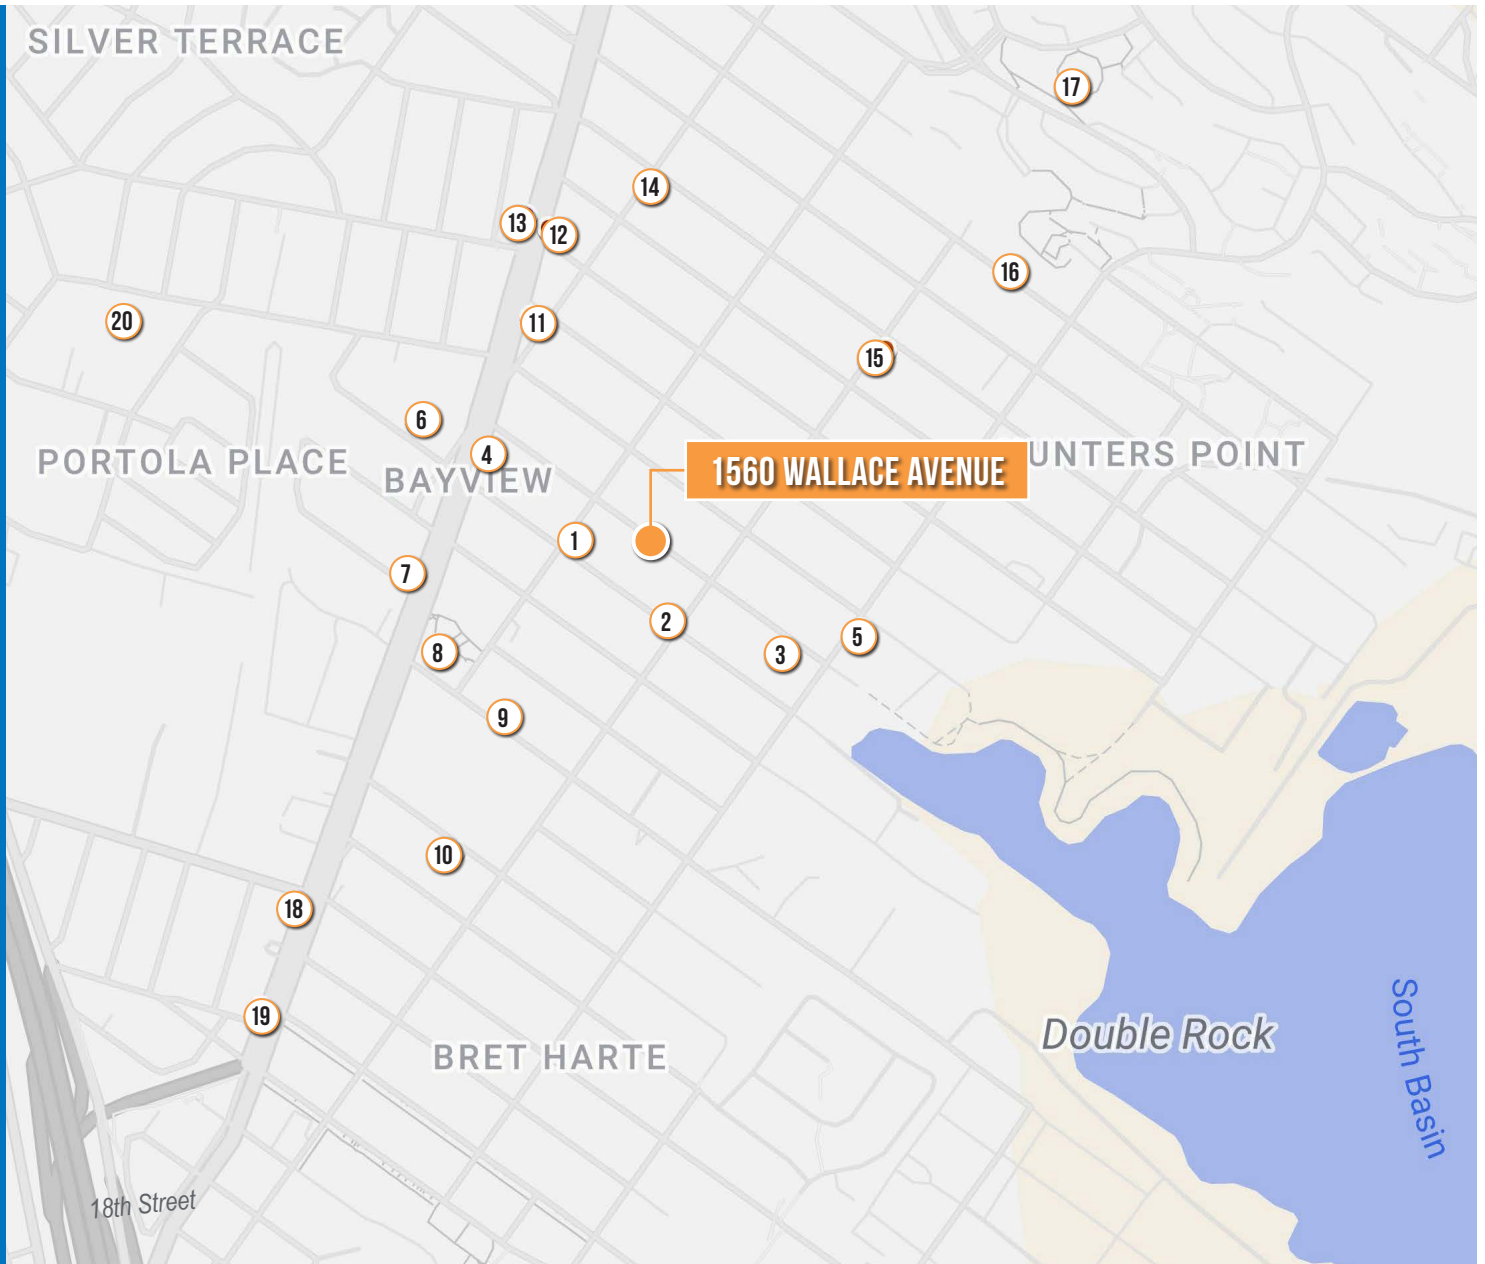 SILVER TERRACE
17
14
13
12
16
20
11
15
6
4
PORTOLA PLACE
BAYVIEW
1560 WALLACE AVENUE
UNTERS POINT
1
7
2
5
8
3
9
10
18
19
BRET HARTE
Double Rock
South Basin
18th Street